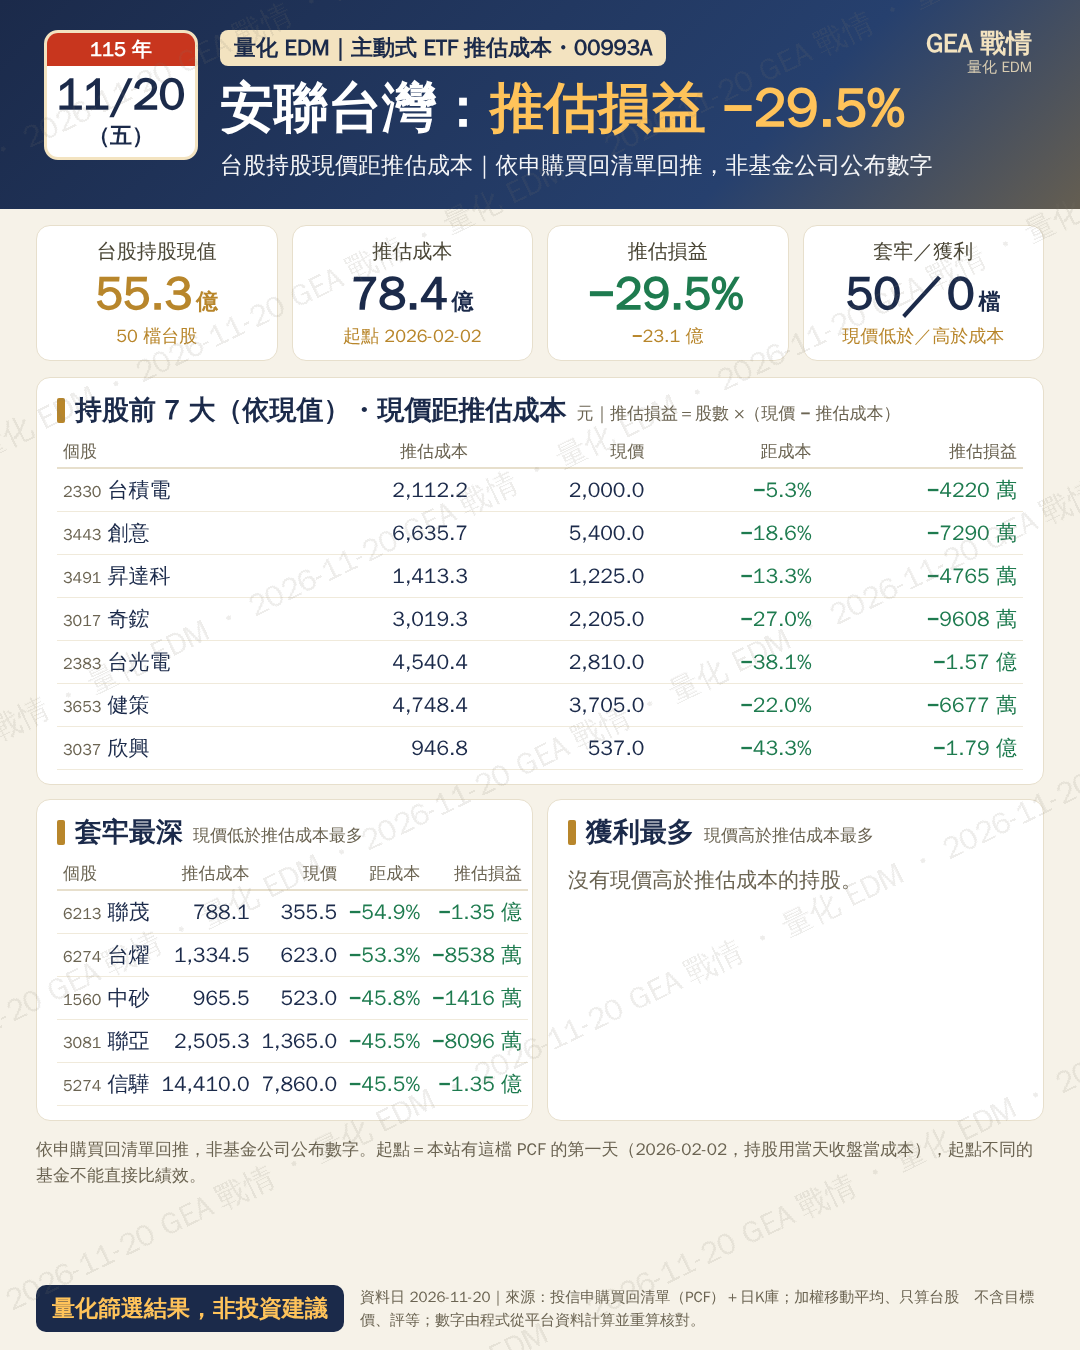 115 年
11/20
（五）
量化 EDM｜主動式 ETF 推估成本・00993A
安聯台灣：推估損益 −29.5%
台股持股現價距推估成本｜依申購買回清單回推，非基金公司公布數字
GEA 戰情
量化 EDM
台股持股現值
55.3 億
50 檔台股
推估成本
78.4 億
起點 2026-02-02
推估損益
−29.5%
−23.1 億
套牢／獲利
50／0 檔
現價低於／高於成本
持股前 7 大（依現值）・現價距推估成本 元｜推估損益＝股數 ×（現價 − 推估成本）
個股 推估成本 現價 距成本 推估損益
2330 台積電 2,112.2 2,000.0 −5.3% −4220 萬
3443 創意 6,635.7 5,400.0 −18.6% −7290 萬
3491 昇達科 1,413.3 1,225.0 −13.3% −4765 萬
3017 奇鋐 3,019.3 2,205.0 −27.0% −9608 萬
2383 台光電 4,540.4 2,810.0 −38.1% −1.57 億
3653 健策 4,748.4 3,705.0 −22.0% −6677 萬
3037 欣興 946.8 537.0 −43.3% −1.79 億
套牢最深 現價低於推估成本最多
個股 推估成本 現價 距成本 推估損益
6213 聯茂 788.1 355.5 −54.9% −1.35 億
6274 台燿 1,334.5 623.0 −53.3% −8538 萬
1560 中砂 965.5 523.0 −45.8% −1416 萬
3081 聯亞 2,505.3 1,365.0 −45.5% −8096 萬
5274 信驊 14,410.0 7,860.0 −45.5% −1.35 億
獲利最多 現價高於推估成本最多
沒有現價高於推估成本的持股。
依申購買回清單回推，非基金公司公布數字。起點＝本站有這檔 PCF 的第一天（2026-02-02，持股用當天收盤當成本），起點不同的
基金不能直接比績效。
量化篩選結果，非投資建議
資料日 2026-11-20｜來源：投信申購買回清單（PCF）＋日K庫；加權移動平均、只算台股　不含目標
價、評等；數字由程式從平台資料計算並重算核對。